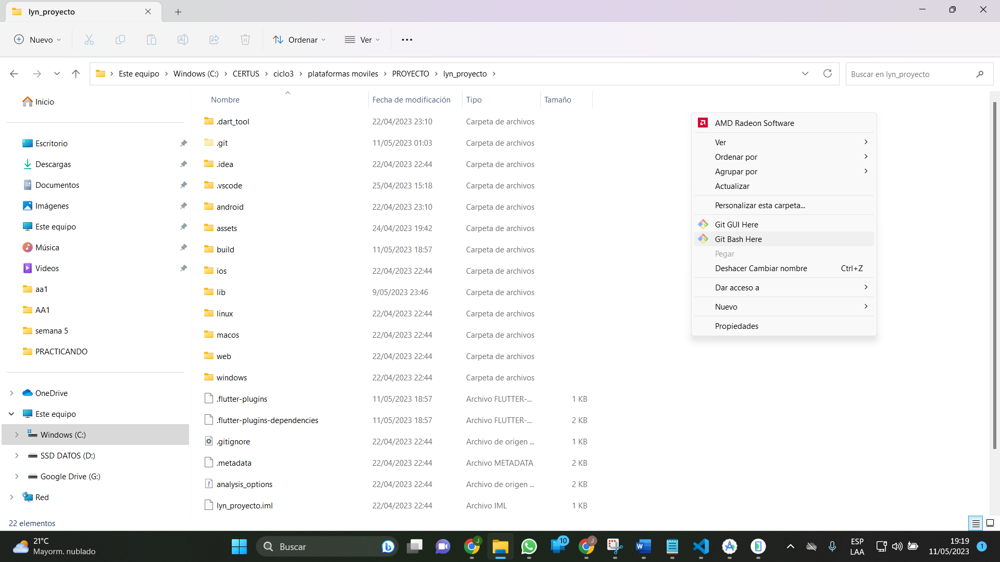 lyn_proyecto
Nuevo
Ordenar
Ver
Este equipo
Windows (C:)
CERTUS
ciclo3
plataformas moviles
PROYECTO
lyn_proyecto
Buscar en lyn_proyecto
Inicio
Escritorio
Descargas
Documentos
Imágenes
Este equipo
Música
Videos
aa1
AA1
semana 5
PRACTICANDO
OneDrive
Este equipo
Windows (C:)
SSD DATOS (D:)
Google Drive (G:)
Red
Nombre Fecha de modificación Tipo Tamaño
.dart_tool 22/04/2023 23:10 Carpeta de archivos
.git 11/05/2023 01:03 Carpeta de archivos
.idea 22/04/2023 22:44 Carpeta de archivos
.vscode 25/04/2023 15:18 Carpeta de archivos
android 22/04/2023 23:10 Carpeta de archivos
assets 24/04/2023 19:42 Carpeta de archivos
build 11/05/2023 18:57 Carpeta de archivos
ios 22/04/2023 22:44 Carpeta de archivos
lib 9/05/2023 23:46 Carpeta de archivos
linux 22/04/2023 22:44 Carpeta de archivos
macos 22/04/2023 22:44 Carpeta de archivos
web 22/04/2023 22:44 Carpeta de archivos
windows 22/04/2023 22:44 Carpeta de archivos
.flutter-plugins 11/05/2023 18:57 Archivo FLUTTER-... 1 KB
.flutter-plugins-dependencies 11/05/2023 18:57 Archivo FLUTTER-... 2 KB
.gitignore 22/04/2023 22:44 Archivo de origen ... 1 KB
.metadata 22/04/2023 22:44 Archivo METADATA 2 KB
analysis_options 22/04/2023 22:44 Archivo de origen ... 2 KB
lyn_proyecto.iml 22/04/2023 22:44 Archivo IML 1 KB
AMD Radeon Software
Ver
Ordenar por
Agrupar por
Actualizar
Personalizar esta carpeta...
Git GUI Here
Git Bash Here
Pegar
Deshacer Cambiar nombre Ctrl+Z
Dar acceso a
Nuevo
Propiedades
22 elementos
21°C
Mayorm. nublado
Buscar
J
10
J
W
ESP
LAA
19:19
11/05/2023
1